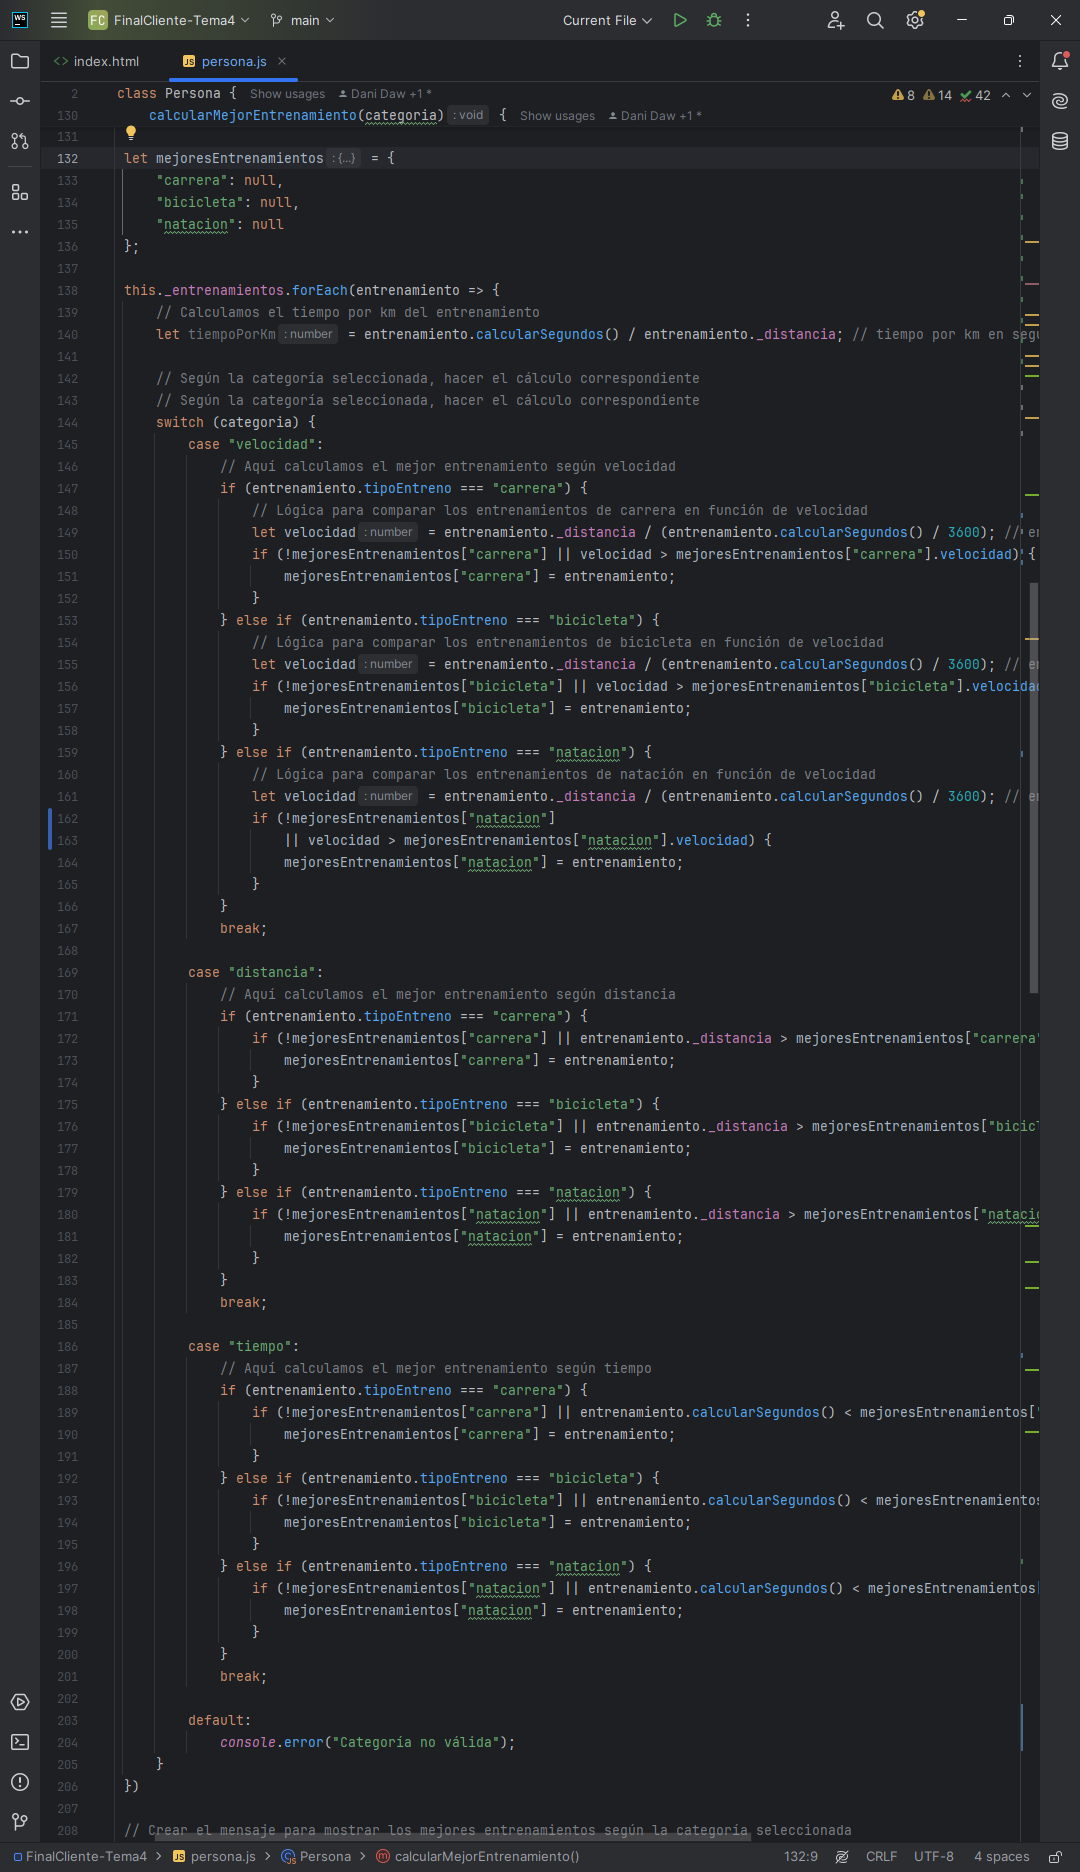 WS FC FinalCliente-Tema4 main Current File
index.html persona.js
2 class Persona { Show usages Dani Daw +1 * 8 14 42
130 calcularMejorEntrenamiento(categoria) : void { Show usages Dani Daw +1 *
131
132 let mejoresEntrenamientos : {...} = {
133 "carrera": null,
134 "bicicleta": null,
135 "natacion": null
136 };
137
138 this._entrenamientos.forEach(entrenamiento => {
139 // Calculamos el tiempo por km del entrenamiento
140 let tiempoPorKm : number = entrenamiento.calcularSegundos() / entrenamiento._distancia; // tiempo por km en segu
141
142 // Según la categoría seleccionada, hacer el cálculo correspondiente
143 // Según la categoría seleccionada, hacer el cálculo correspondiente
144 switch (categoria) {
145 case "velocidad":
146 // Aquí calculamos el mejor entrenamiento según velocidad
147 if (entrenamiento.tipoEntreno === "carrera") {
148 // Lógica para comparar los entrenamientos de carrera en función de velocidad
149 let velocidad : number = entrenamiento._distancia / (entrenamiento.calcularSegundos() / 3600); // en
150 if (!mejoresEntrenamientos["carrera"] || velocidad > mejoresEntrenamientos["carrera"].velocidad) {
151 mejoresEntrenamientos["carrera"] = entrenamiento;
152 }
153 } else if (entrenamiento.tipoEntreno === "bicicleta") {
154 // Lógica para comparar los entrenamientos de bicicleta en función de velocidad
155 let velocidad : number = entrenamiento._distancia / (entrenamiento.calcularSegundos() / 3600); // en
156 if (!mejoresEntrenamientos["bicicleta"] || velocidad > mejoresEntrenamientos["bicicleta"].velocidad
157 mejoresEntrenamientos["bicicleta"] = entrenamiento;
158 }
159 } else if (entrenamiento.tipoEntreno === "natacion") {
160 // Lógica para comparar los entrenamientos de natación en función de velocidad
161 let velocidad : number = entrenamiento._distancia / (entrenamiento.calcularSegundos() / 3600); // en
162 if (!mejoresEntrenamientos["natacion"]
163 || velocidad > mejoresEntrenamientos["natacion"].velocidad) {
164 mejoresEntrenamientos["natacion"] = entrenamiento;
165 }
166 }
167 break;
168
169 case "distancia":
170 // Aquí calculamos el mejor entrenamiento según distancia
171 if (entrenamiento.tipoEntreno === "carrera") {
172 if (!mejoresEntrenamientos["carrera"] || entrenamiento._distancia > mejoresEntrenamientos["carrera"
173 mejoresEntrenamientos["carrera"] = entrenamiento;
174 }
175 } else if (entrenamiento.tipoEntreno === "bicicleta") {
176 if (!mejoresEntrenamientos["bicicleta"] || entrenamiento._distancia > mejoresEntrenamientos["bicicl
177 mejoresEntrenamientos["bicicleta"] = entrenamiento;
178 }
179 } else if (entrenamiento.tipoEntreno === "natacion") {
180 if (!mejoresEntrenamientos["natacion"] || entrenamiento._distancia > mejoresEntrenamientos["natacio
181 mejoresEntrenamientos["natacion"] = entrenamiento;
182 }
183 }
184 break;
185
186 case "tiempo":
187 // Aquí calculamos el mejor entrenamiento según tiempo
188 if (entrenamiento.tipoEntreno === "carrera") {
189 if (!mejoresEntrenamientos["carrera"] || entrenamiento.calcularSegundos() < mejoresEntrenamientos["
190 mejoresEntrenamientos["carrera"] = entrenamiento;
191 }
192 } else if (entrenamiento.tipoEntreno === "bicicleta") {
193 if (!mejoresEntrenamientos["bicicleta"] || entrenamiento.calcularSegundos() < mejoresEntrenamientos
194 mejoresEntrenamientos["bicicleta"] = entrenamiento;
195 }
196 } else if (entrenamiento.tipoEntreno === "natacion") {
197 if (!mejoresEntrenamientos["natacion"] || entrenamiento.calcularSegundos() < mejoresEntrenamientos[
198 mejoresEntrenamientos["natacion"] = entrenamiento;
199 }
200 }
201 break;
202
203 default:
204 console.error("Categoría no válida");
205 }
206 })
207
208 // Crear el mensaje para mostrar los mejores entrenamientos según la categoría seleccionada
FinalCliente-Tema4 > persona.js > Persona > calcularMejorEntrenamiento() 132:9 CRLF UTF-8 4 spaces